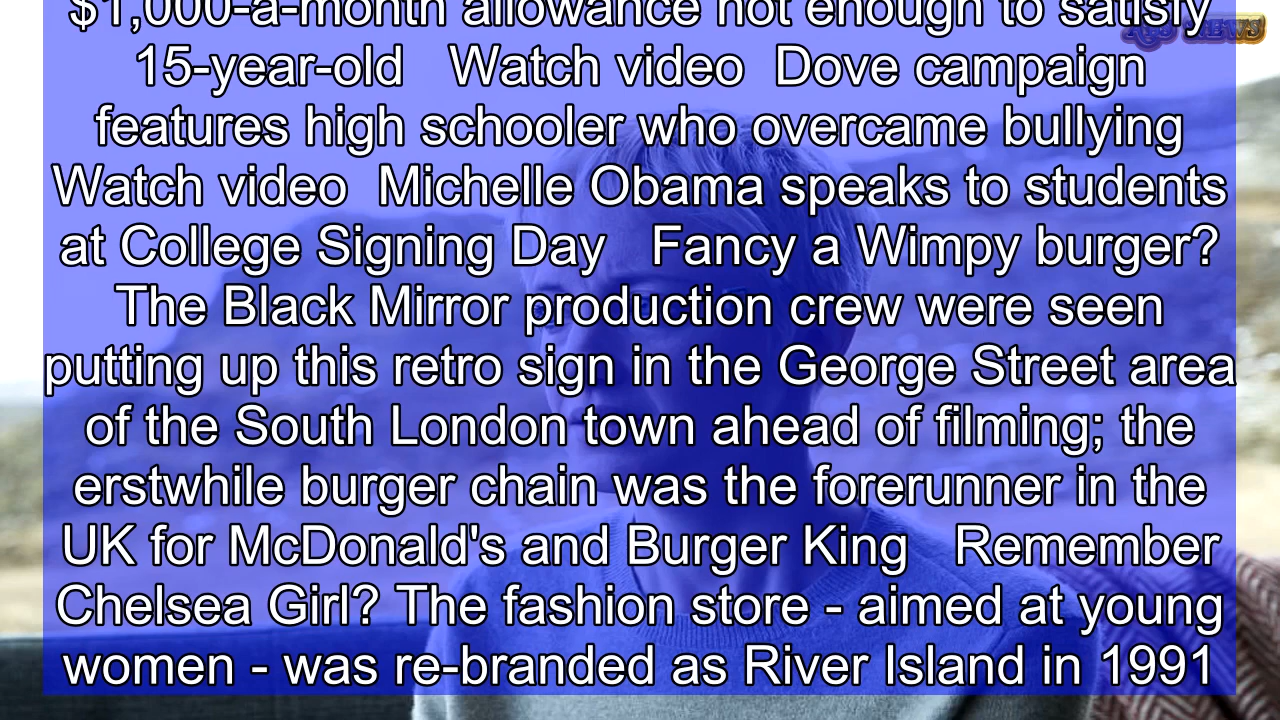 $1,000-a-month allowance not enough to satisfy
15-year-old Watch video Dove campaign
features high schooler who overcame bullying
Watch video Michelle Obama speaks to students
at College Signing Day Fancy a Wimpy burger?
The Black Mirror production crew were seen
putting up this retro sign in the George Street area
of the South London town ahead of filming; the
erstwhile burger chain was the forerunner in the
UK for McDonald's and Burger King Remember
Chelsea Girl? The fashion store - aimed at young
women - was re-branded as River Island in 1991